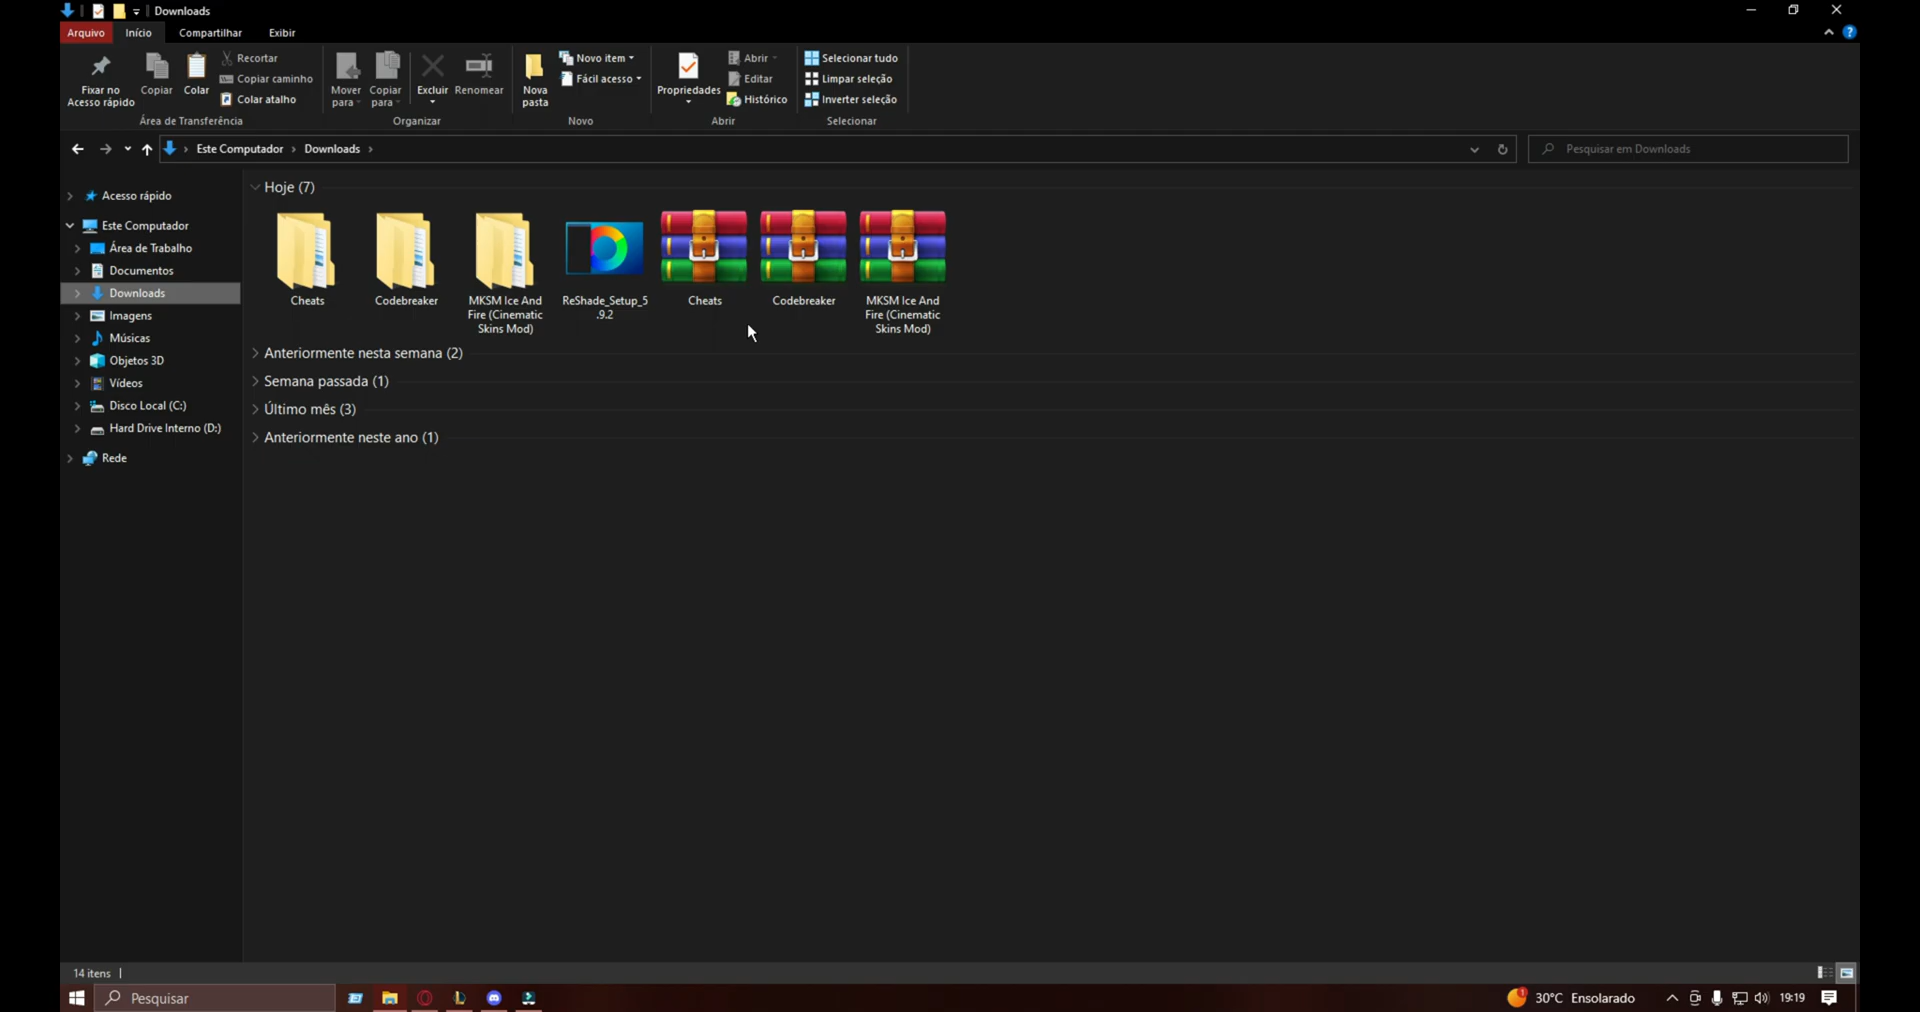 Downloads
Arquivo
Início
Compartilhar
Exibir
Fixar no
Acesso rápido
Copiar
Colar
Recortar
Copiar caminho
Colar atalho
Área de Transferência
Mover
para
Copiar
para
Excluir
Renomear
Organizar
Nova
pasta
Novo item
Fácil acesso
Novo
Propriedades
Abrir
Editar
Histórico
Abrir
Selecionar tudo
Limpar seleção
Inverter seleção
Selecionar
Este Computador › Downloads ›
Pesquisar em Downloads
Acesso rápido
Este Computador
Área de Trabalho
Documentos
Downloads
Imagens
Músicas
Objetos 3D
Vídeos
Disco Local (C:)
Hard Drive Interno (D:)
Rede
Hoje (7)
Cheats
Codebreaker
MKSM Ice And
Fire (Cinematic
Skins Mod)
ReShade_Setup_5
.9.2
Cheats
Codebreaker
MKSM Ice And
Fire (Cinematic
Skins Mod)
Anteriormente nesta semana (2)
Semana passada (1)
Último mês (3)
Anteriormente neste ano (1)
14 itens
Pesquisar
1
30°C Ensolarado
19:19